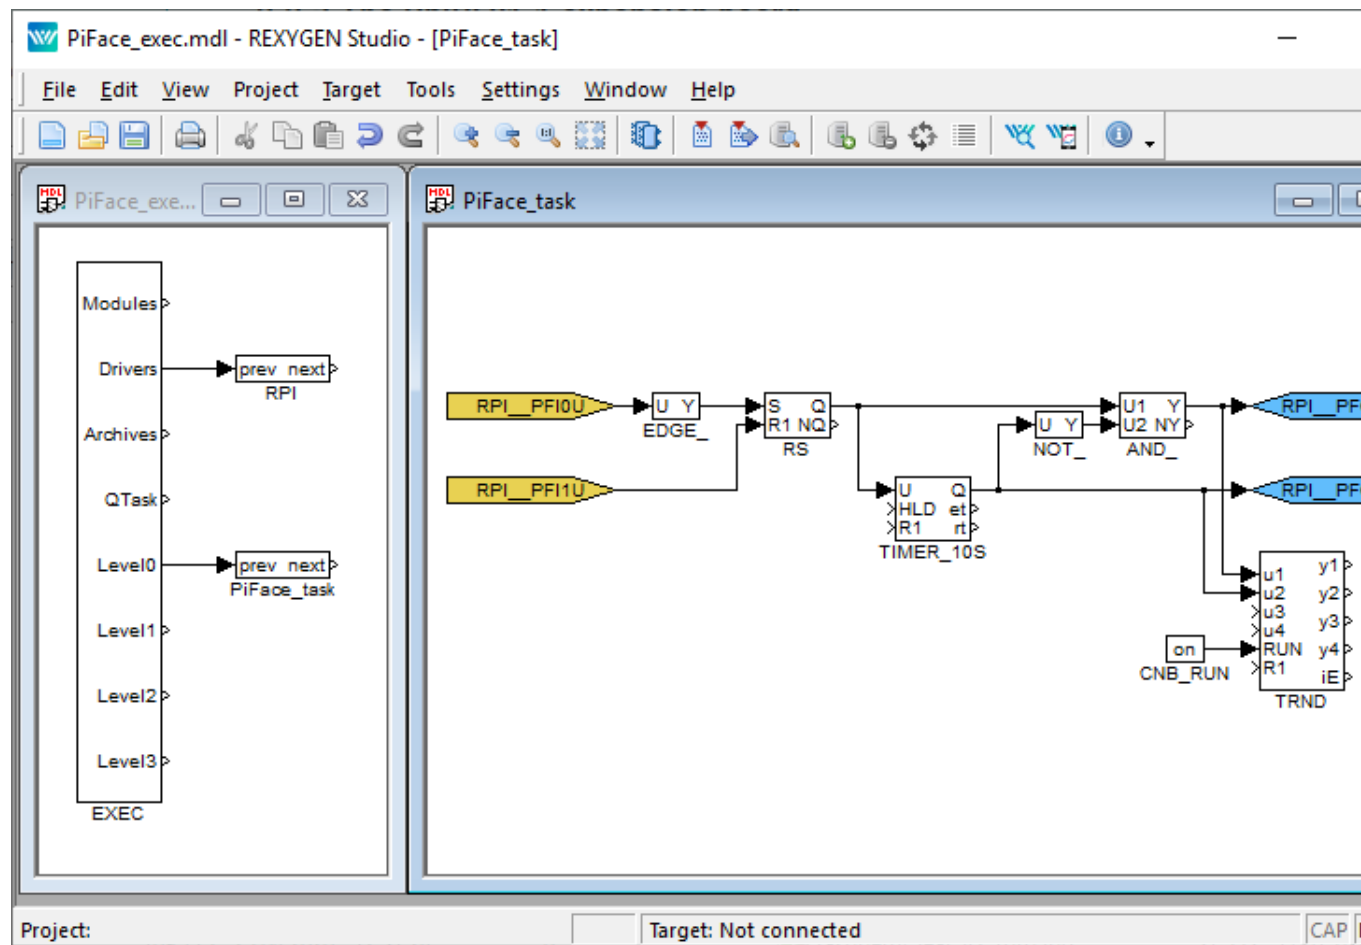 PiFace_exec.mdl - REXYGEN Studio - [PiFace_task]
File Edit View Project Target Tools Settings Window Help
PiFace_exe...
Modules
Drivers
prev next
RPI
Archives
QTask
Level0
prev next
PiFace_task
Level1
Level2
Level3
EXEC
PiFace_task
RPI__PFI0U
U Y
EDGE_
S Q
R1 NQ
RS
U Y
NOT_
U1 Y
U2 NY
AND_
RPI__PF
RPI__PFI1U
U Q
HLD et
R1 rt
TIMER_10S
RPI__PF
u1 y1
u2 y2
u3 y3
u4
RUN y4
R1 iE
TRND
on
CNB_RUN
Project:
Target: Not connected
CAP